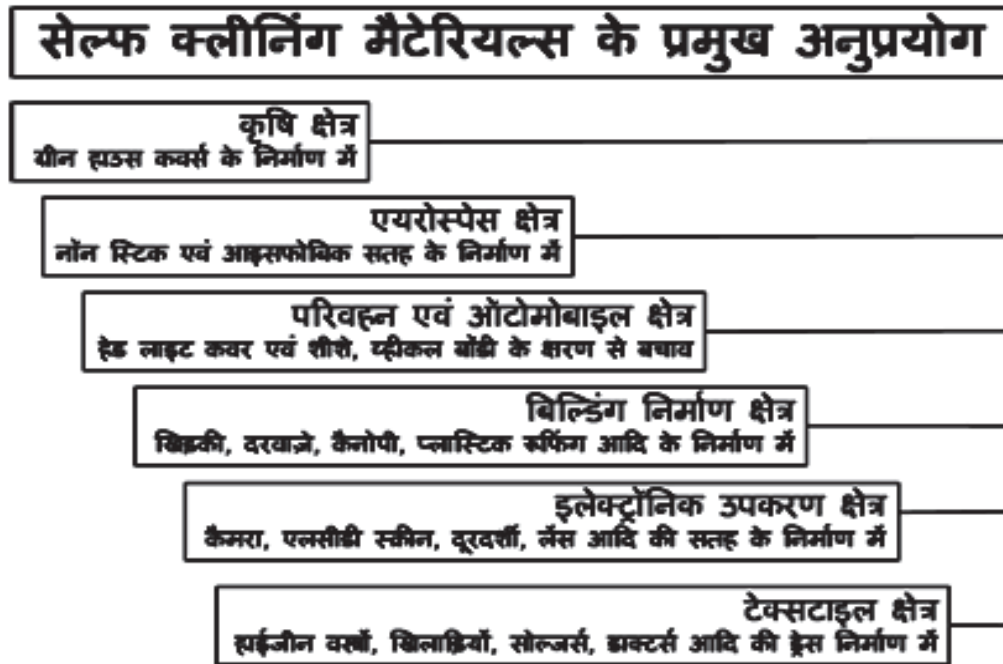 सेल्फ क्लीनिंग मैटेरियल्स के प्रमुख अनुप्रयोग
कृषि क्षेत्र
ग्रीन हाउस कवर्स के निर्माण में
एयरोस्पेस क्षेत्र
नॉन स्टिक एवं आइसफोबिक सतह के निर्माण में
परिवहन एवं ऑटोमोबाइल क्षेत्र
हेड लाइट कवर एवं शीशे, व्हीकल बॉडी के क्षरण से बचाव
बिल्डिंग निर्माण क्षेत्र
खिड़की, दरवाज़े, कैनोपी, प्लास्टिक रूफिंग आदि के निर्माण में
इलेक्ट्रॉनिक उपकरण क्षेत्र
कैमरा, एलसीडी स्क्रीन, दूरदर्शी, लेंस आदि की सतह के निर्माण में
टेक्सटाइल क्षेत्र
हाईजीन वस्त्रों, खिलाड़ियों, सोल्जर्स, डाक्टर्स आदि की ड्रेस निर्माण में